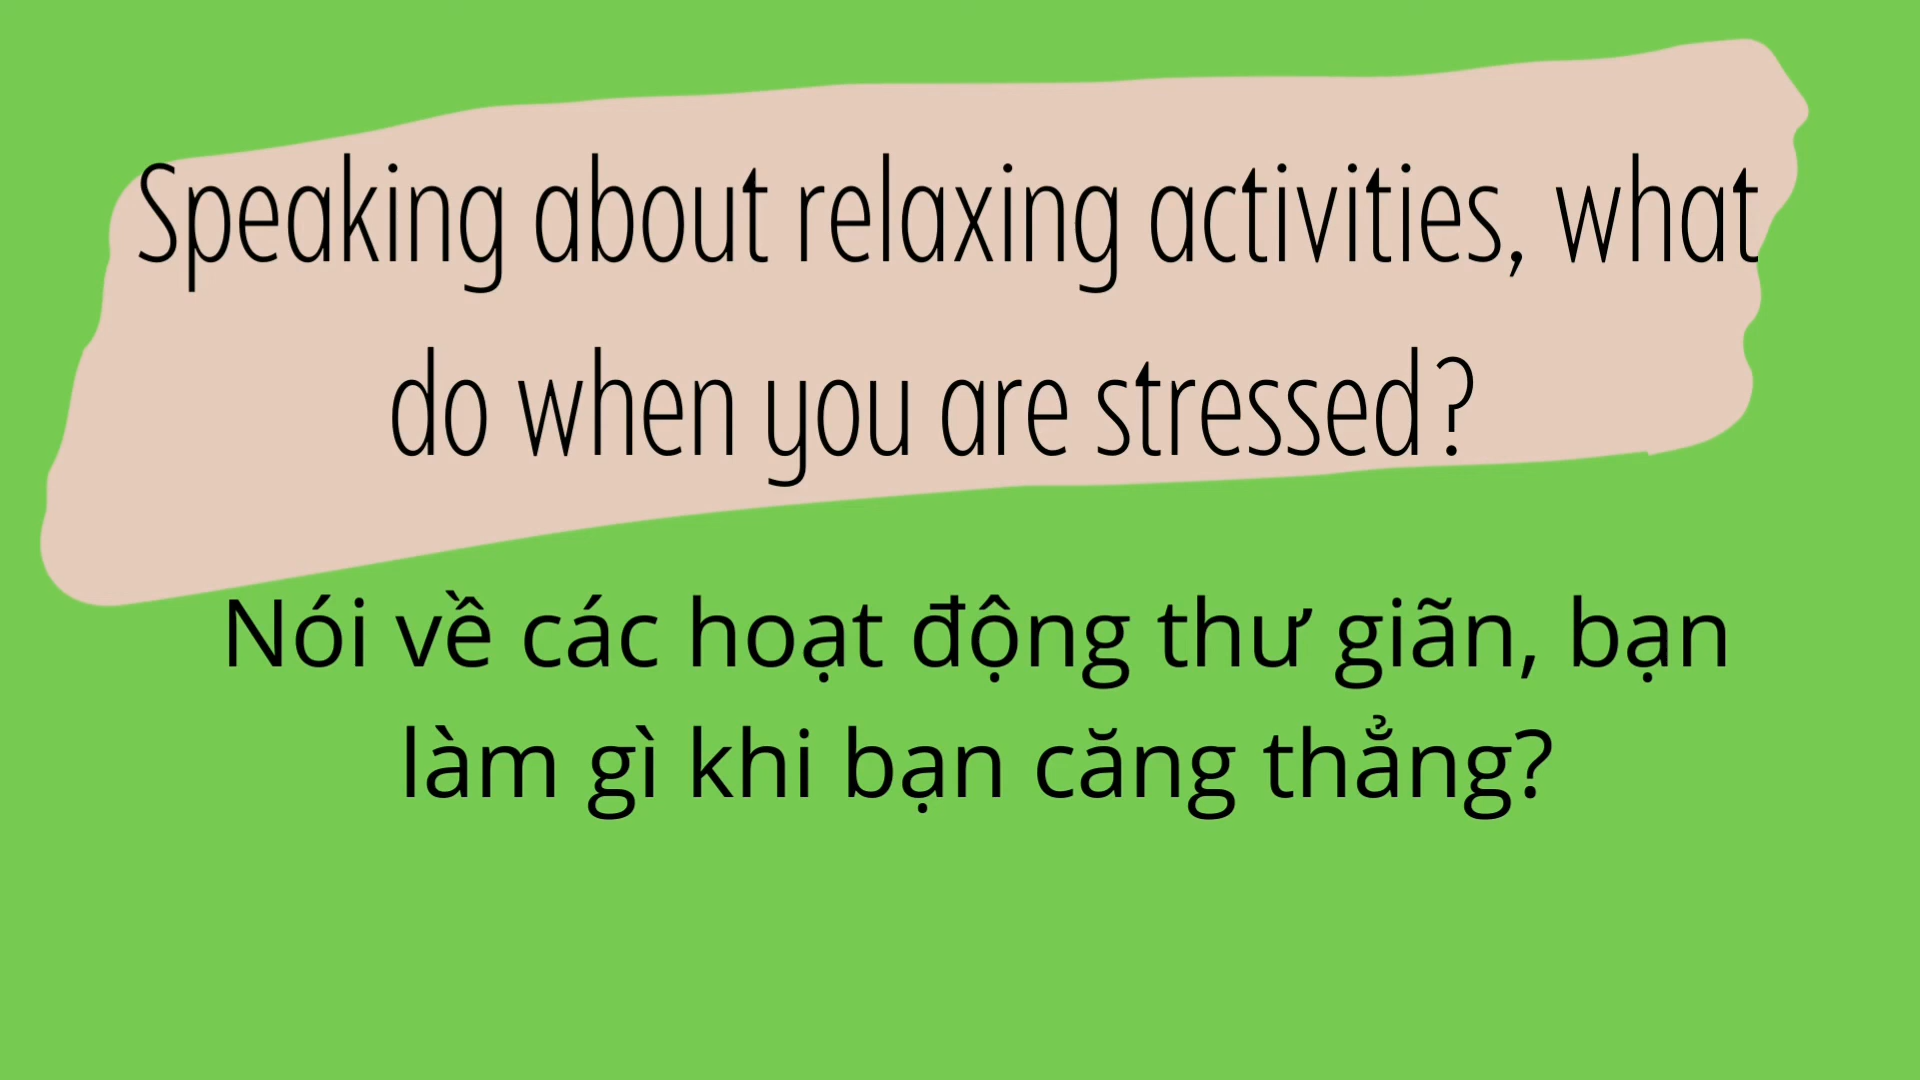 Speaking about relaxing activities, what
do when you are stressed?
Nói về các hoạt động thư giãn, bạn
làm gì khi bạn căng thẳng?